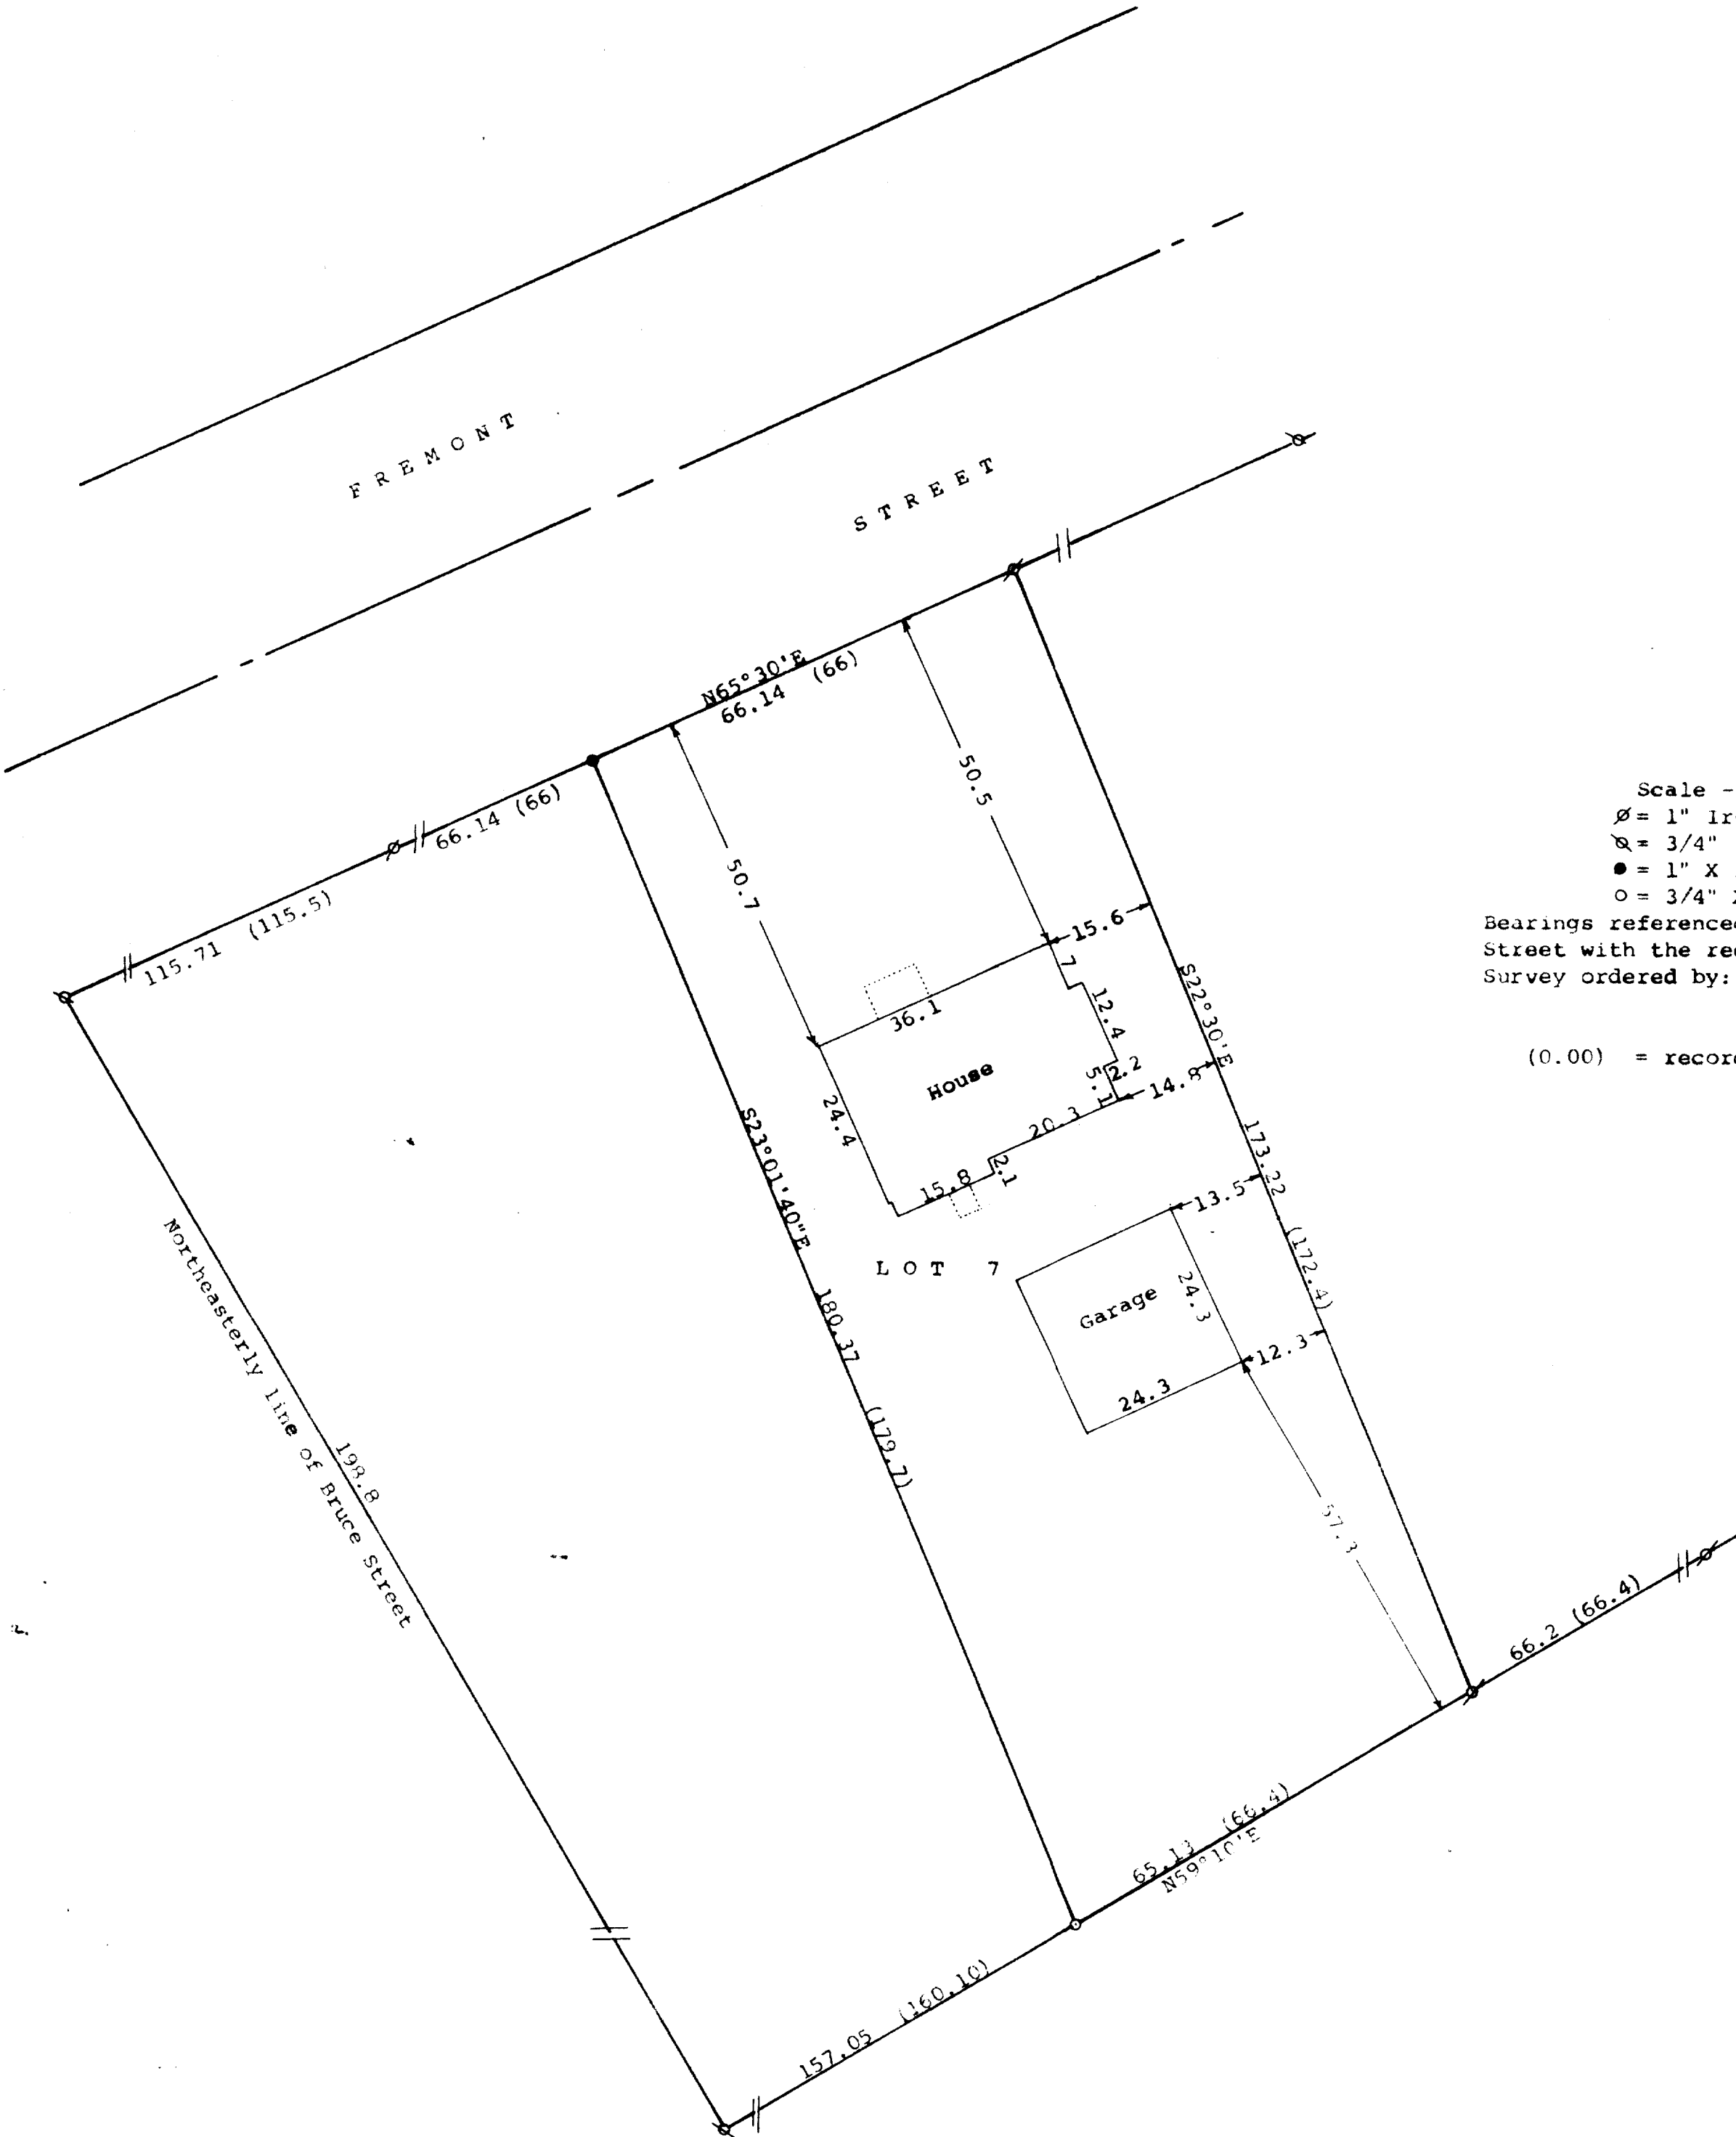 FREMONT
STREET
N65°30'E
66.14 (66)
66.14 (66)
115.71 (115.5)
50.5
50.7
15.6
7
12.4
36.1
House
2.2
5.1
14.8
24.4
20.3
2.1
15.8
S22°30'E
173.22 (172.4)
S23°01'40"E
180.37 (179.7)
13.5
LOT 7
Garage
24.3
24.3
12.3
57.3
Northeasterly line of Bruce Street
198.8
66.2 (66.4)
65.13 (66.4)
N59°10'E
157.05 (160.10)
Scale -
Ø = 1" Ir
= 3/4"
● = 1" X
○ = 3/4"
Bearings referenced
Street with the re
Survey ordered by:
(0.00) = recor